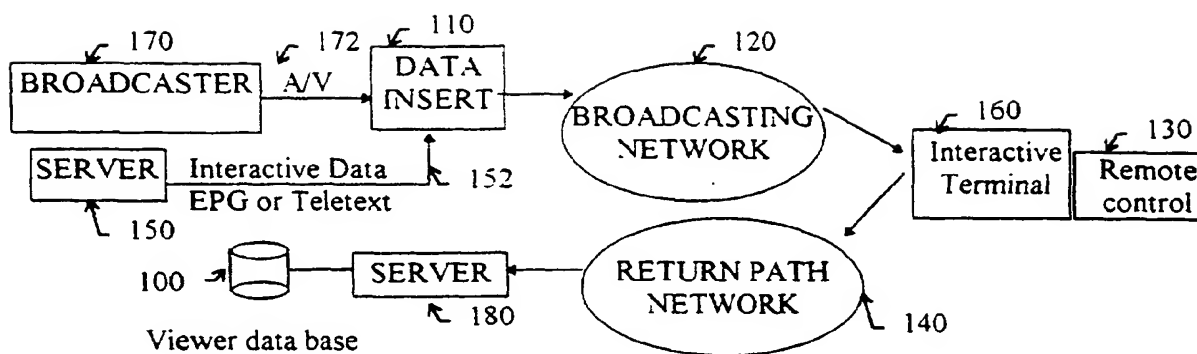 170
172
110
120
BROADCASTER
A/V
DATA
INSERT
BROADCASTING
NETWORK
160
130
Interactive
Terminal
Remote
control
SERVER
Interactive Data
EPG or Teletext
152
150
100
SERVER
180
RETURN PATH
NETWORK
140
Viewer data base